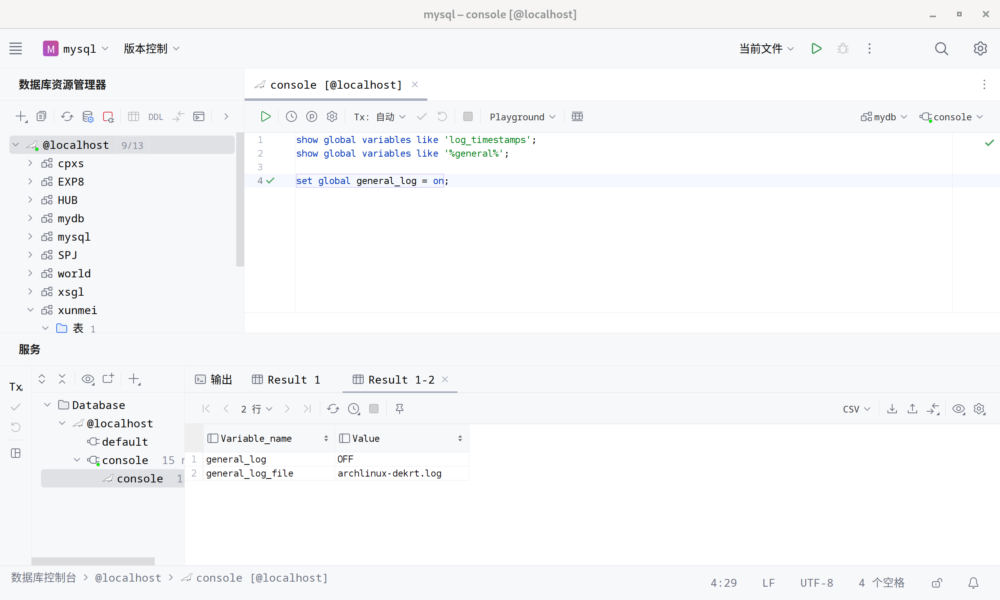 mysql – console [@localhost]
M mysql 版本控制 当前文件
数据库资源管理器
console [@localhost]
DDL
Tx: 自动 Playground mydb console
@localhost 9/13
cpxs
EXP8
HUB
mydb
mysql
SPJ
world
xsgl
xunmei
表 1
1 show global variables like 'log_timestamps';
2 show global variables like '%general%';
3
4 set global general_log = on;
服务
Tx
Database
@localhost
default
console 15
console
输出 Result 1 Result 1-2
2 行 CSV
Variable_name Value
1 general_log OFF
2 general_log_file archlinux-dekrt.log
数据库控制台 @localhost console [@localhost]
4:29 LF UTF-8 4 个空格